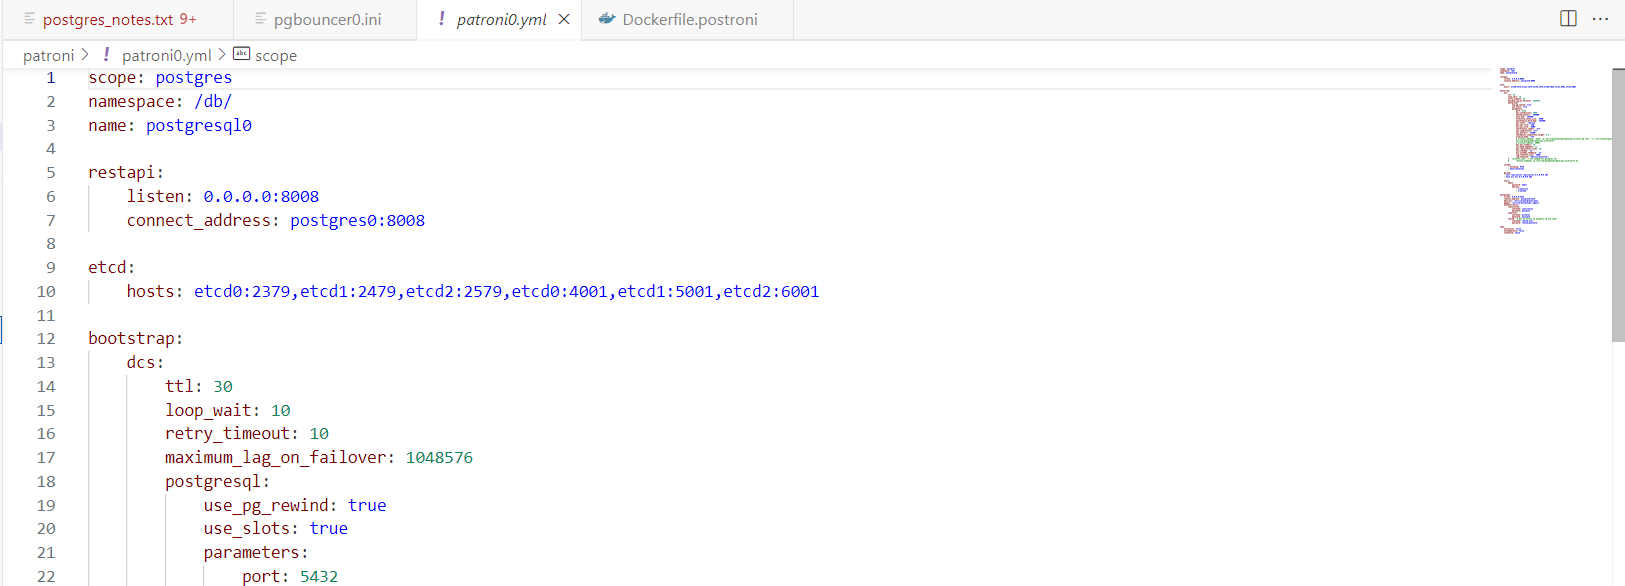 postgres_notes.txt 9+ pgbouncer0.ini ! patroni0.yml Dockerfile.postroni
patroni > ! patroni0.yml > abc scope
1 scope: postgres
2 namespace: /db/
3 name: postgresql0
4
5 restapi:
6 listen: 0.0.0.0:8008
7 connect_address: postgres0:8008
8
9 etcd:
10 hosts: etcd0:2379,etcd1:2479,etcd2:2579,etcd0:4001,etcd1:5001,etcd2:6001
11
12 bootstrap:
13 dcs:
14 ttl: 30
15 loop_wait: 10
16 retry_timeout: 10
17 maximum_lag_on_failover: 1048576
18 postgresql:
19 use_pg_rewind: true
20 use_slots: true
21 parameters:
22 port: 5432